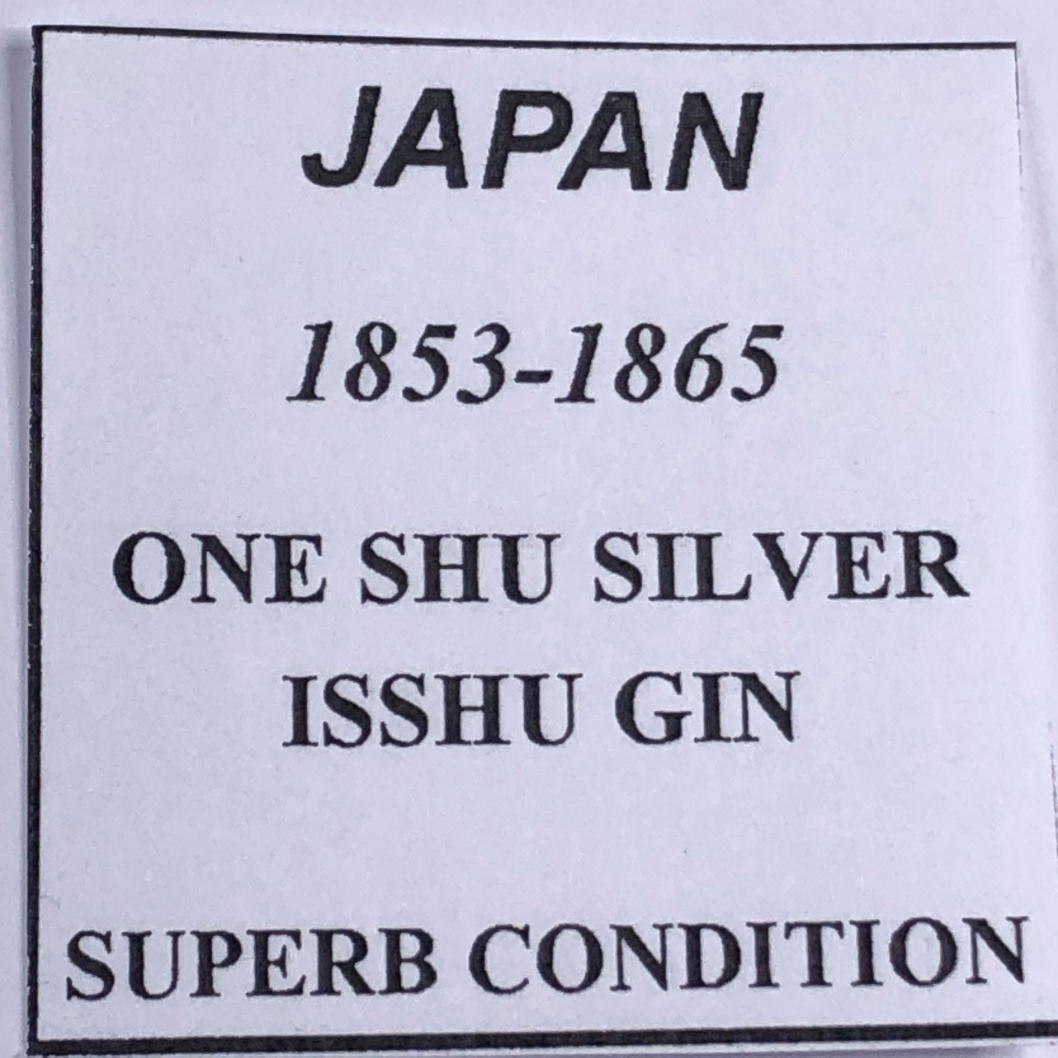 JAPAN
1853-1865
ONE SHU SILVER
ISSHU GIN
SUPERB CONDITION